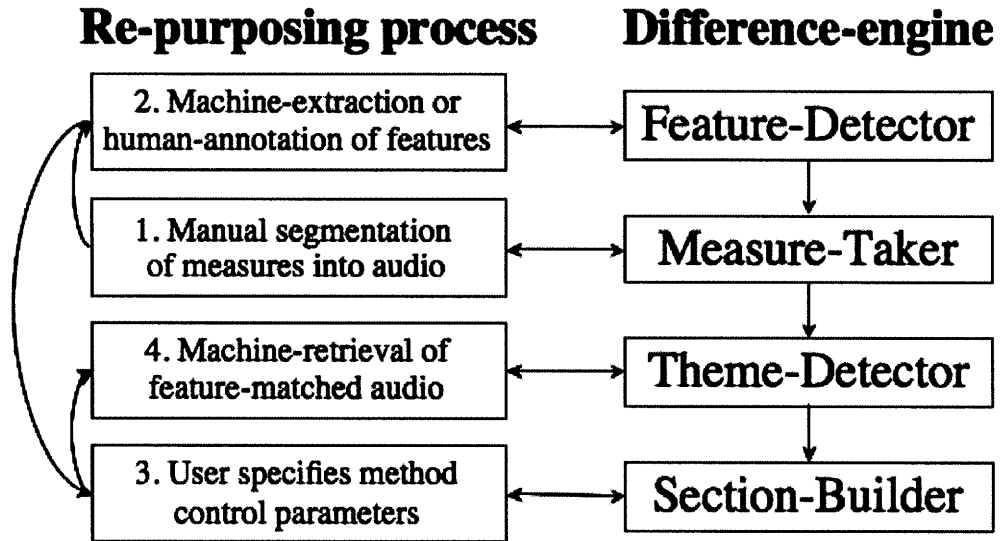 Re-purposing process
Difference-engine
2. Machine-extraction or
human-annotation of features
Feature-Detector
1. Manual segmentation
of measures into audio
Measure-Taker
4. Machine-retrieval of
feature-matched audio
Theme-Detector
3. User specifies method
control parameters
Section-Builder